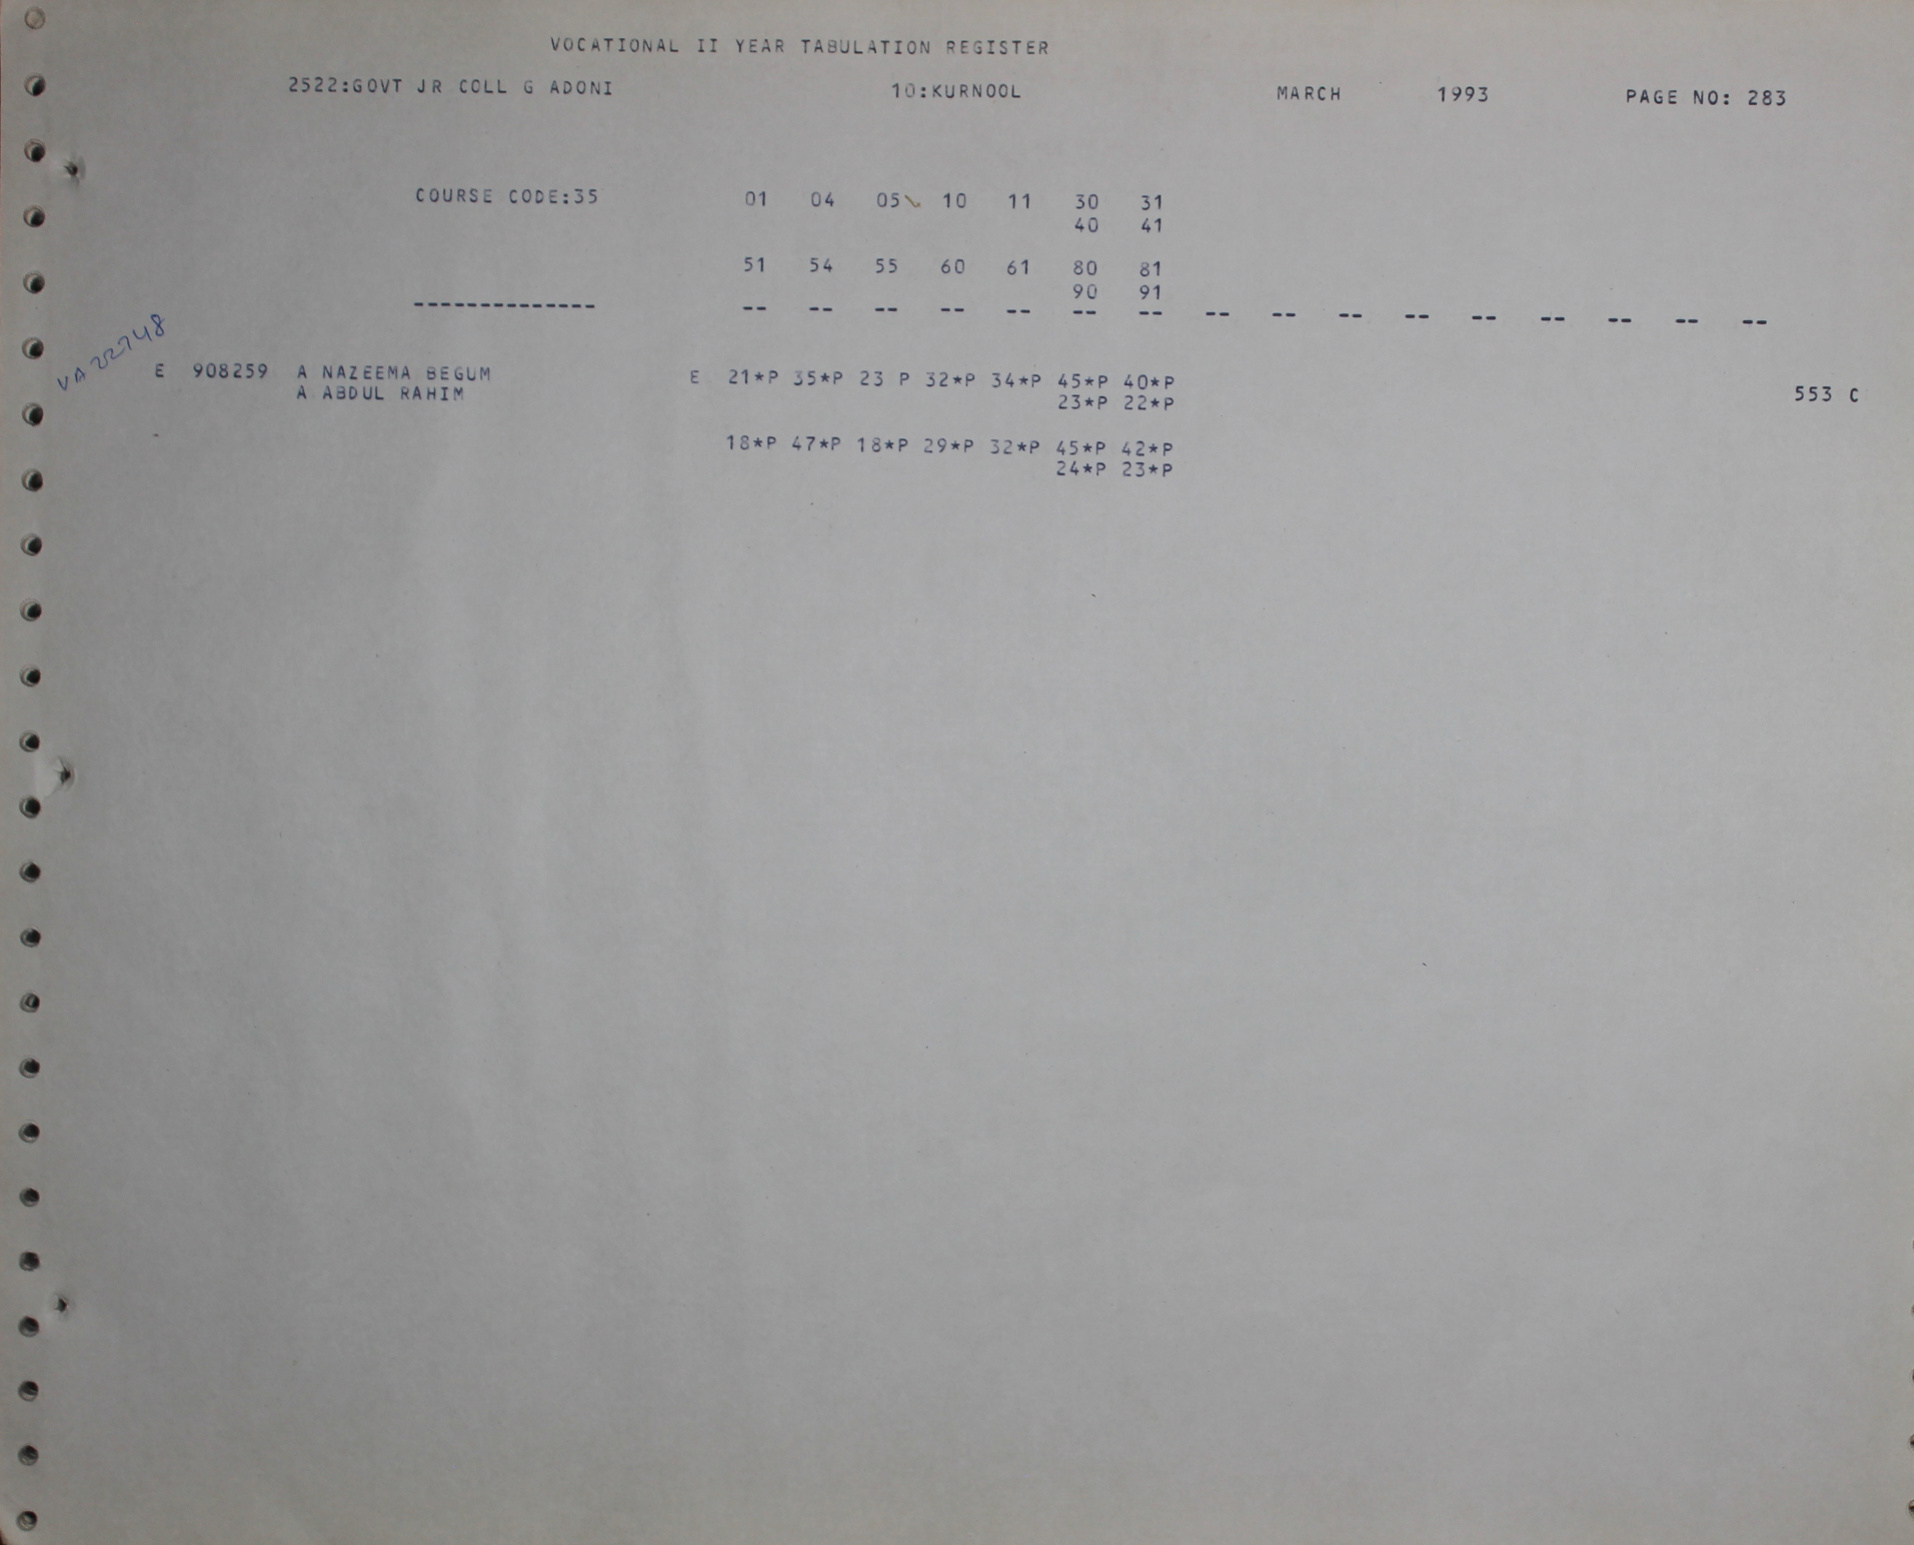 VOCATIONAL II YEAR TABULATION REGISTER
2522:GOVT JR COLL G ADONI 10:KURNOOL MARCH 1993 PAGE NO: 283
COURSE CODE:35 01 04 05 10 11 30 31
40 41
51 54 55 60 61 80 81
90 91
-------------- -- -- -- -- -- -- -- -- -- -- -- -- -- -- -- --
VA 22748
E 908259 A NAZEEMA BEGUM E 21*P 35*P 23 P 32*P 34*P 45*P 40*P
A ABDUL RAHIM 23*P 22*P 553 C
18*P 47*P 18*P 29*P 32*P 45*P 42*P
24*P 23*P